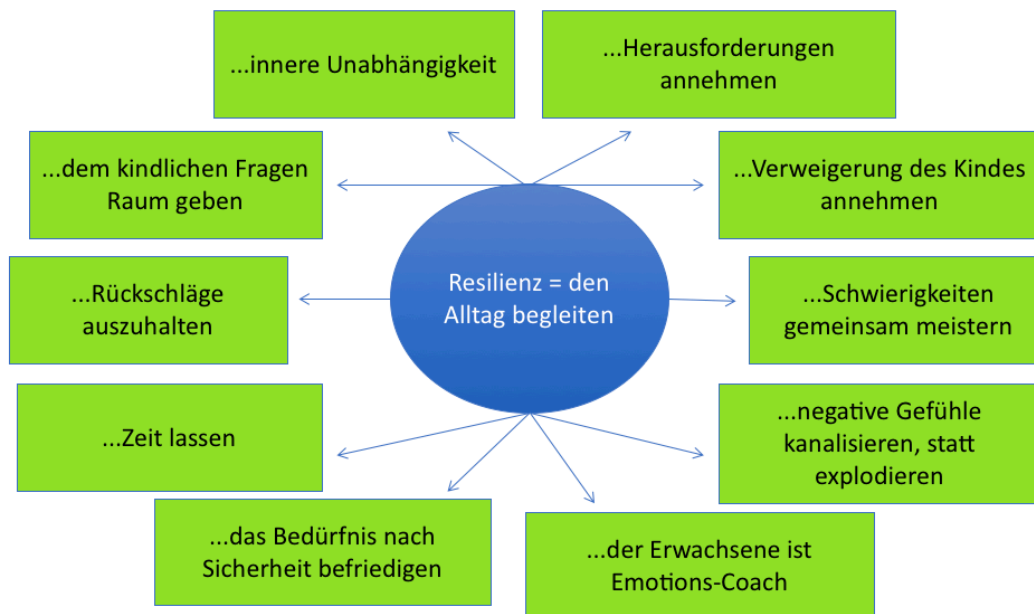 ...innere Unabhängigkeit
...Herausforderungen
annehmen
...dem kindlichen Fragen
Raum geben
...Verweigerung des Kindes
annehmen
...Rückschläge
auszuhalten
Resilienz = den
Alltag begleiten
...Schwierigkeiten
gemeinsam meistern
...Zeit lassen
...negative Gefühle
kanalisieren, statt
explodieren
...das Bedürfnis nach
Sicherheit befriedigen
...der Erwachsene ist
Emotions-Coach